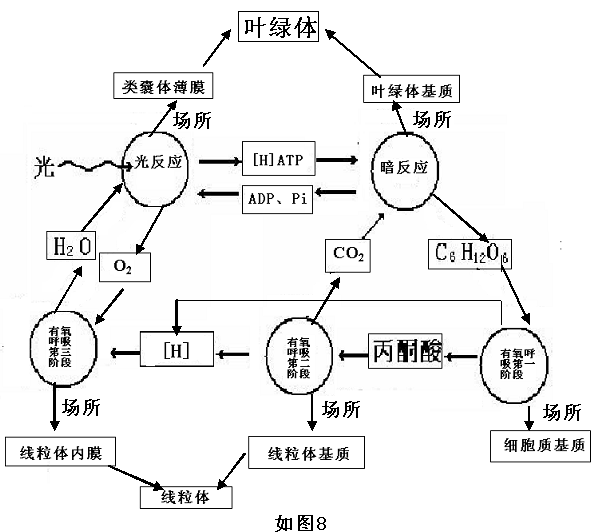 叶绿体
类囊体薄膜
叶绿体基质
场所
场所
光
光反应
[H]ATP
暗反应
ADP、Pi
H₂O
O₂
CO₂
C₆H₁₂O₆
有氧
呼吸
第三
阶段
[H]
有氧
呼吸
第二
阶段
丙酮酸
有氧呼
吸第一
阶段
场所
场所
场所
线粒体内膜
线粒体基质
细胞质基质
线粒体
如图8